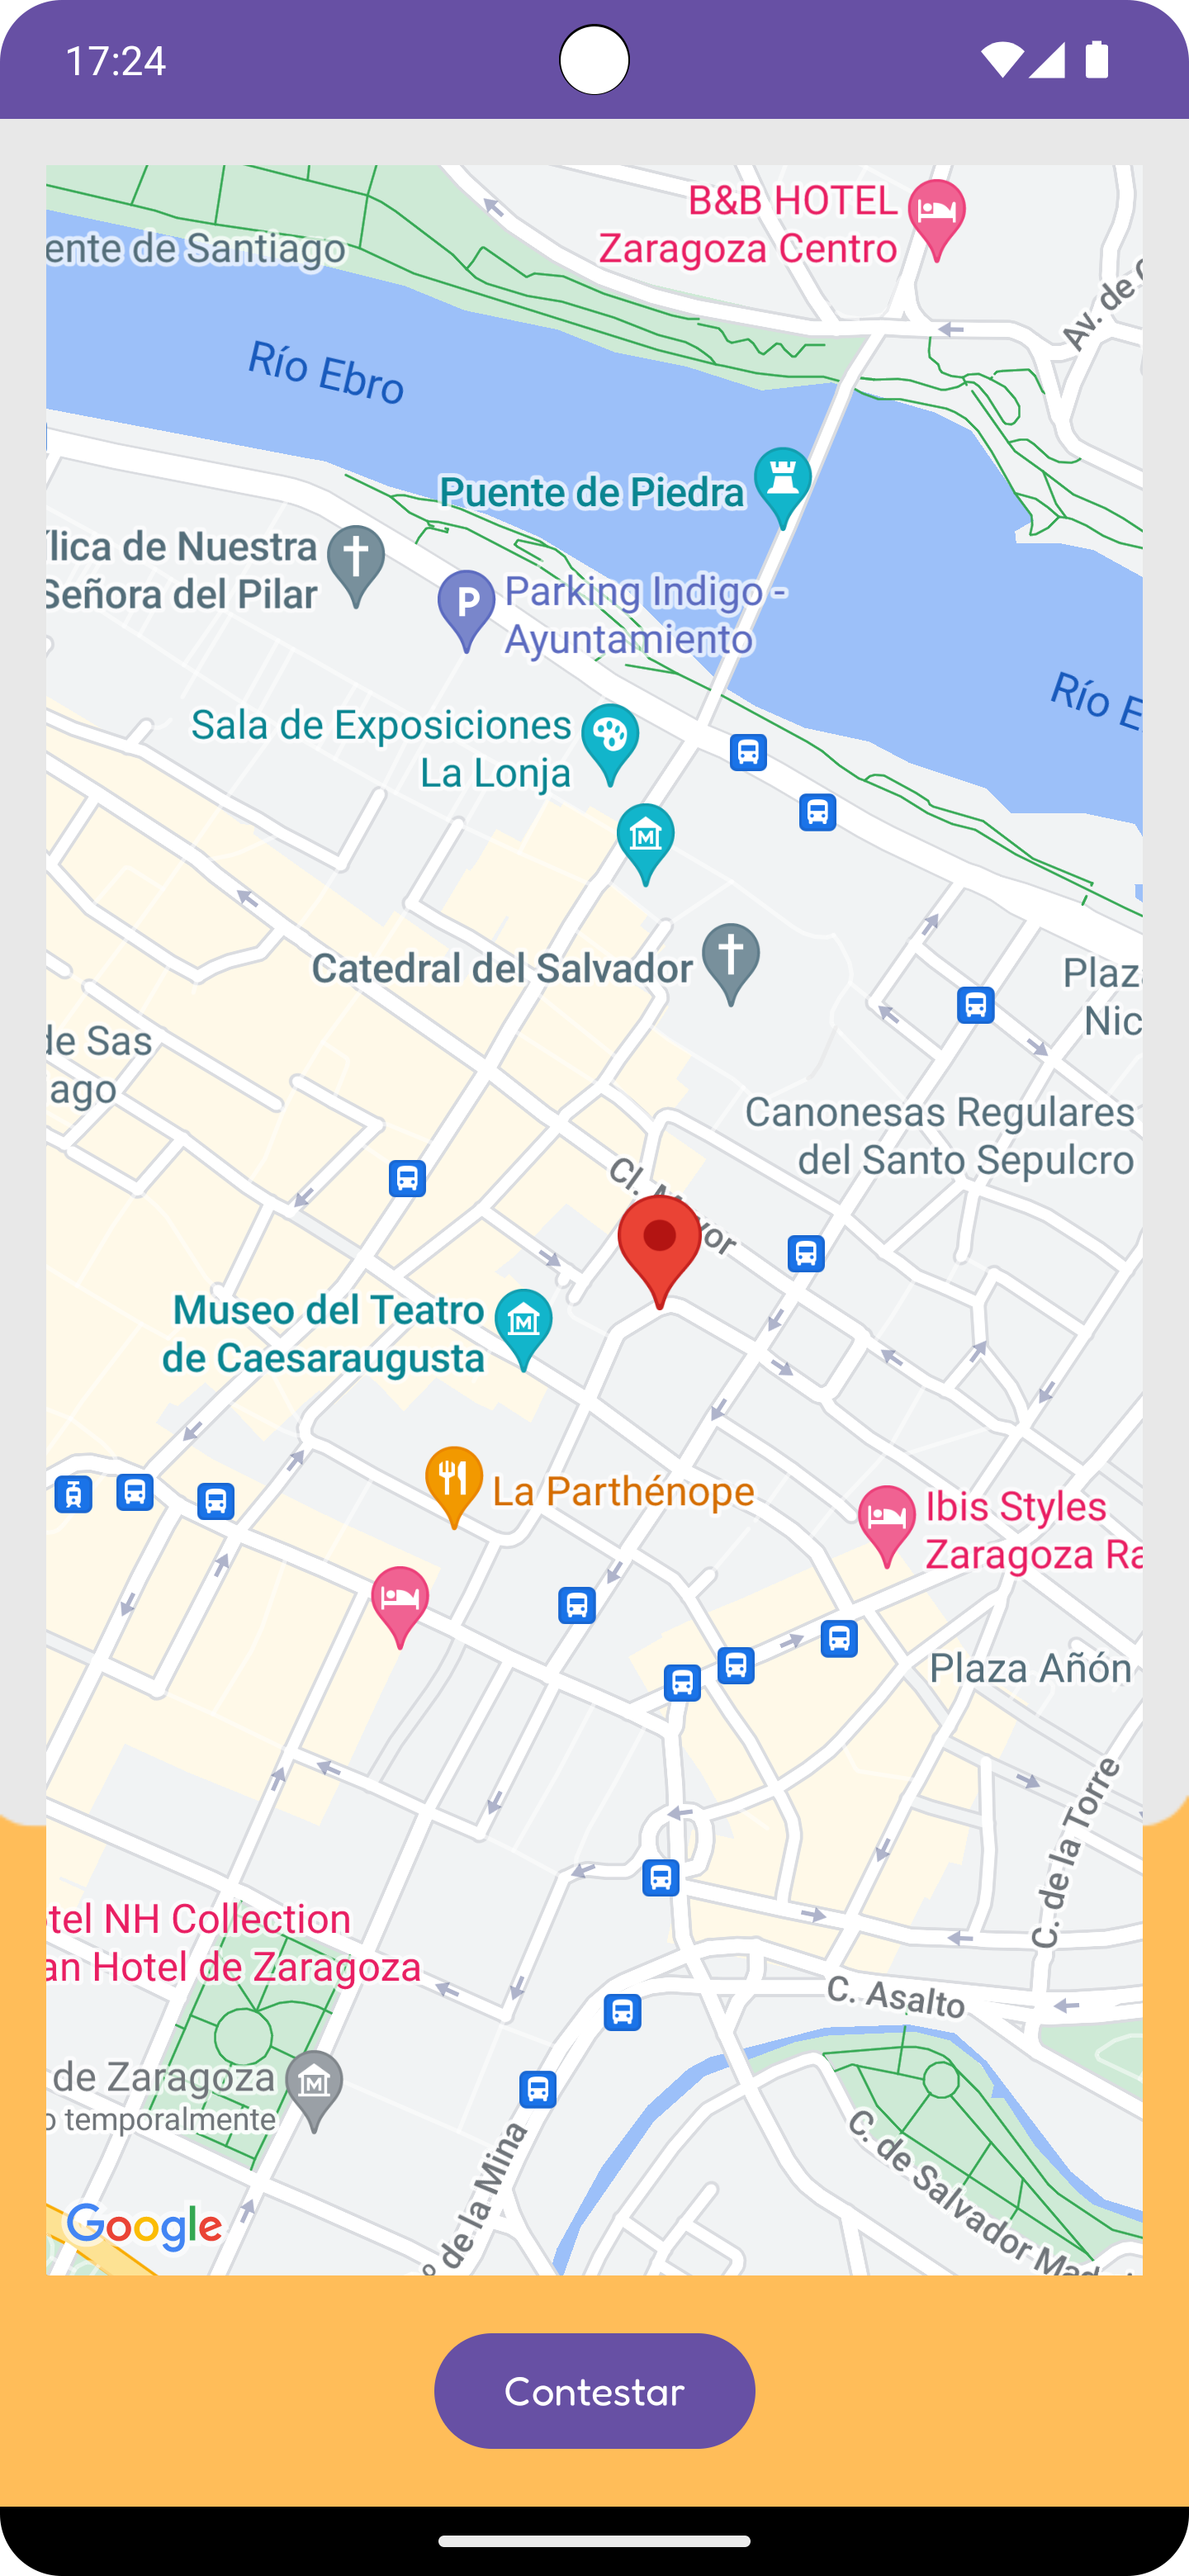 17:24
B&B HOTEL
Zaragoza Centro
ente de Santiago
Av. de
Río Ebro
Puente de Piedra
lica de Nuestra
Señora del Pilar
P
Parking Indigo -
Ayuntamiento
Río E
Sala de Exposiciones
La Lonja
M
Catedral del Salvador
Plaz
Nic
de Sas
ago
Canonesas Regulares
del Santo Sepulcro
Cl. M yor
Museo del Teatro
de Caesaraugusta
M
La Parthénope
Ibis Styles
Zaragoza Ra
Plaza Añón
C. de la Torre
tel NH Collection
an Hotel de Zaragoza
C. Asalto
de Zaragoza
o temporalmente
M
C. de Salvador Mad
º de la Mina
Google
Contestar